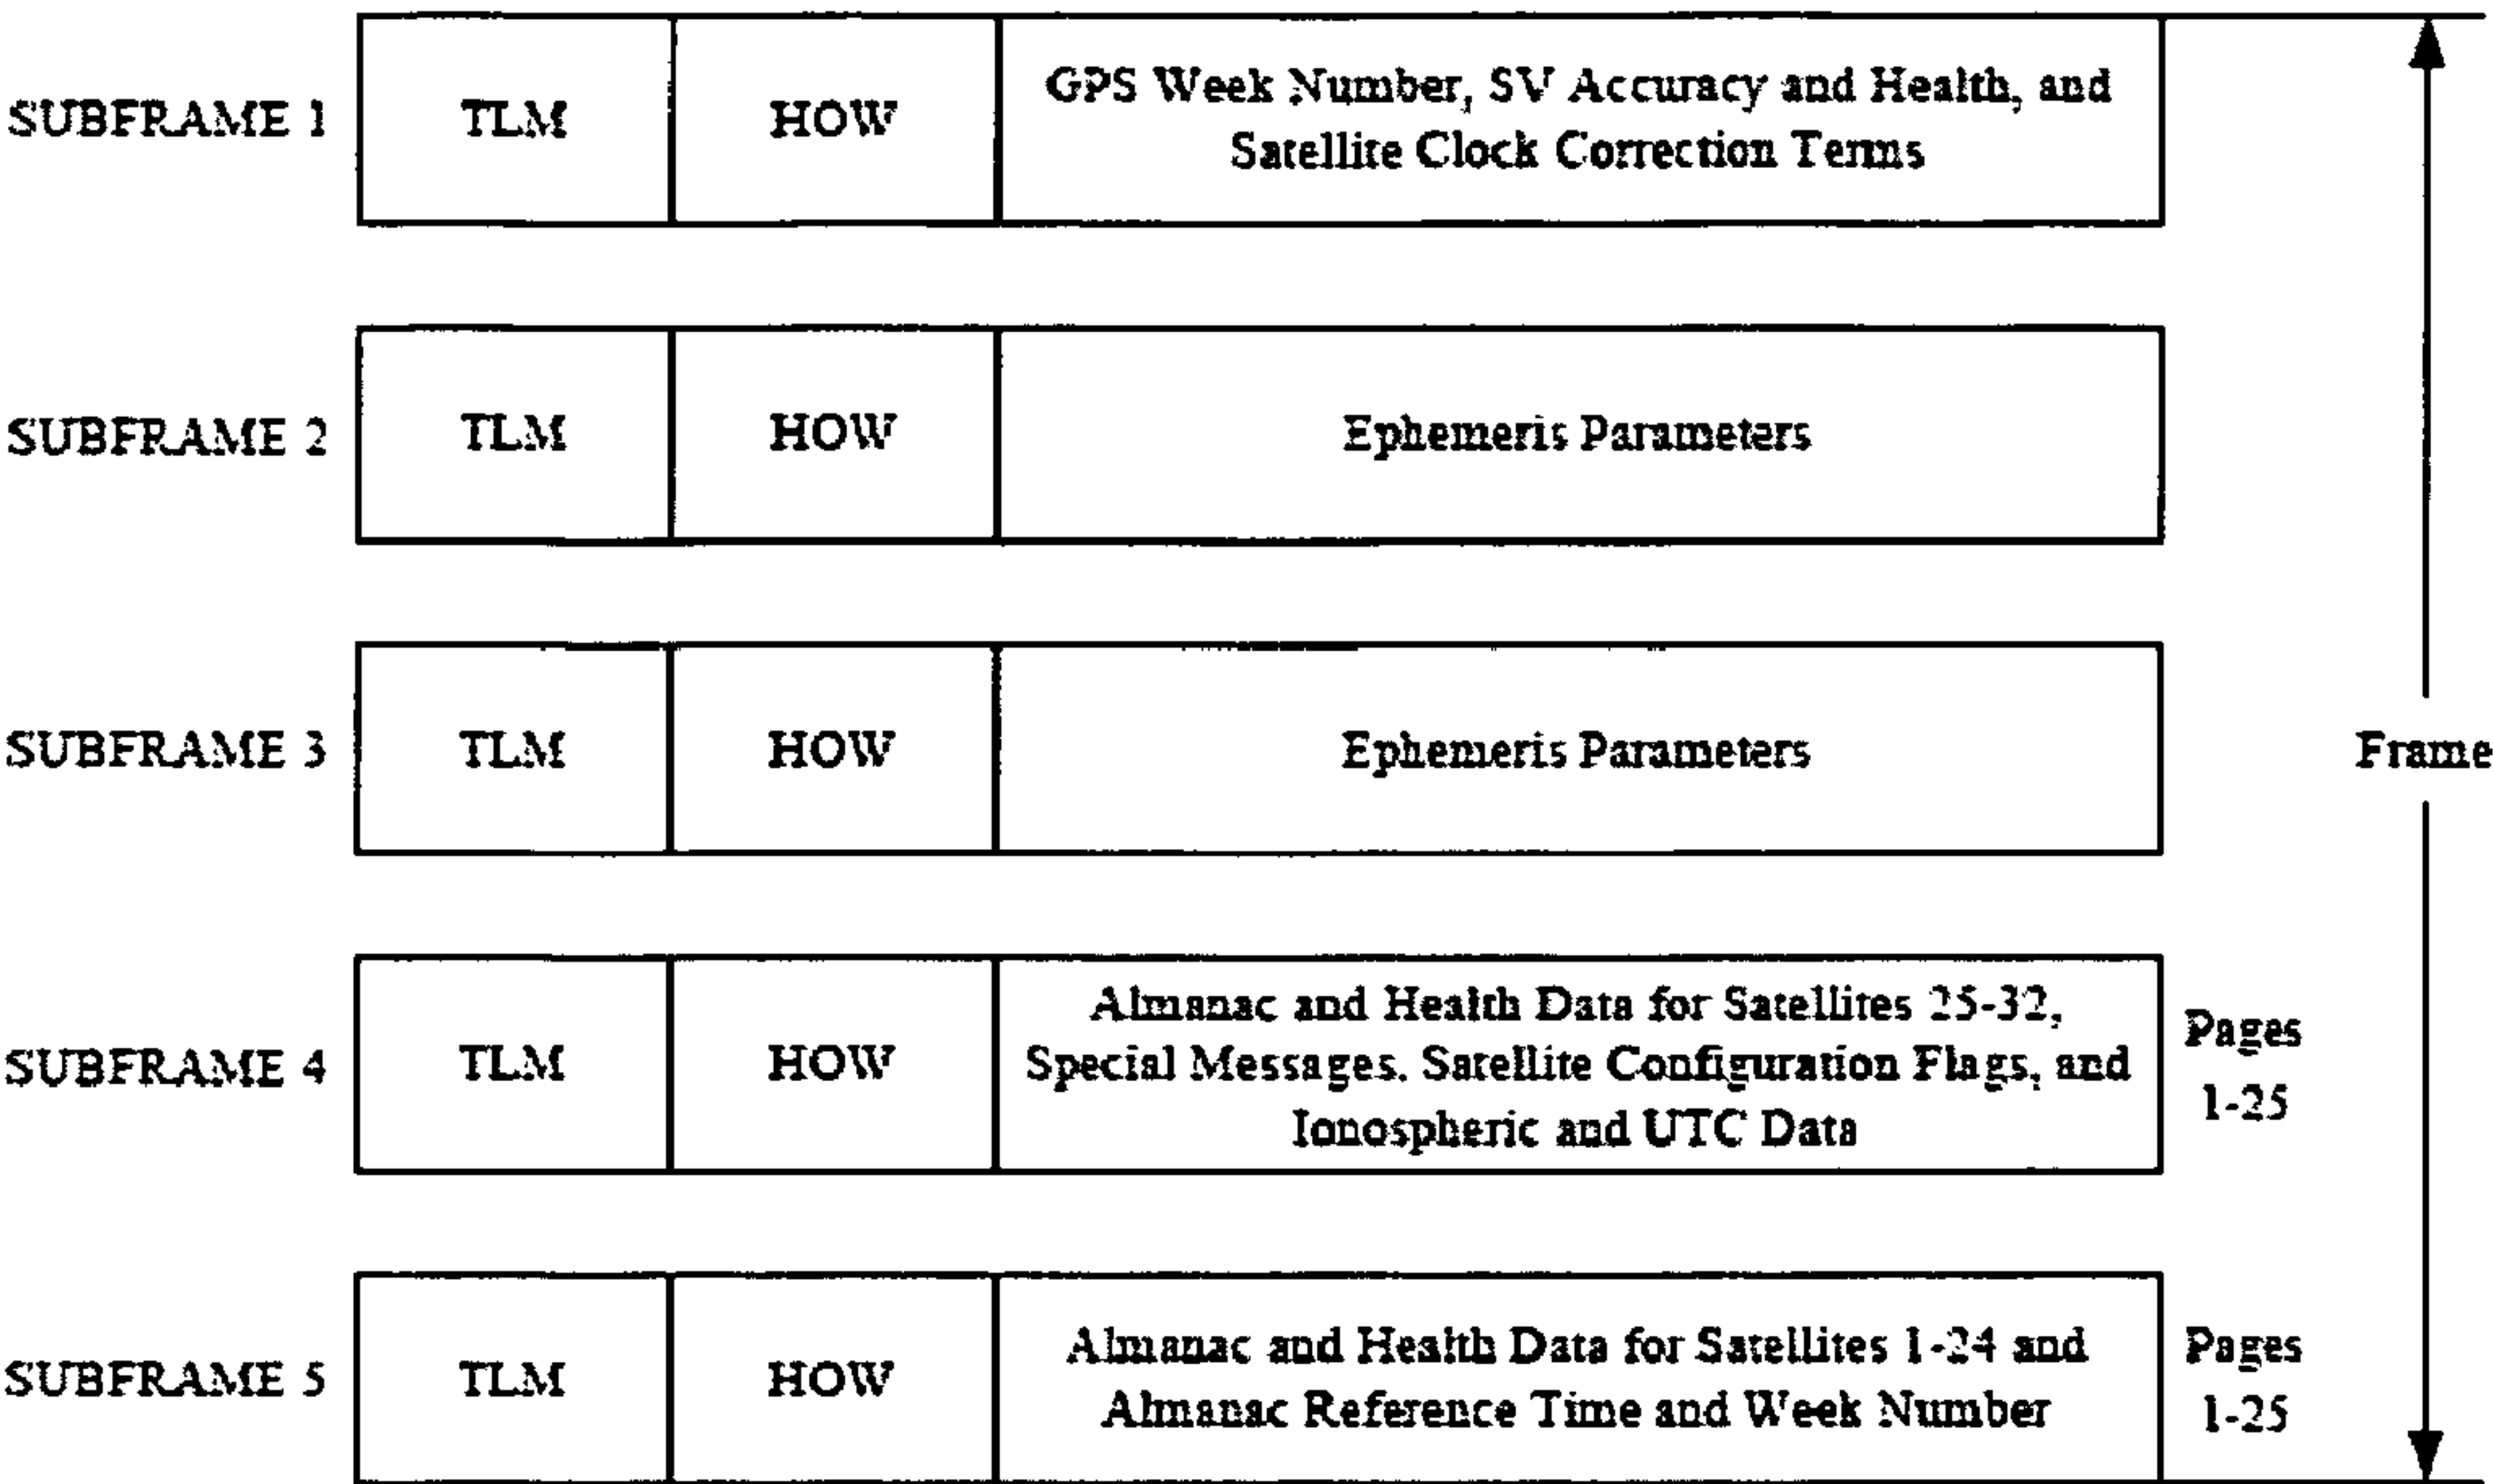 SUBFRAME 1 TLM HOW GPS Week Number, SV Accuracy and Health, and
Satellite Clock Correction Terms
SUBFRAME 2 TLM HOW Ephemeris Parameters
SUBFRAME 3 TLM HOW Ephemeris Parameters Frame
SUBFRAME 4 TLM HOW Almanac and Health Data for Satellites 25-32,
Special Messages, Satellite Configuration Flags, and
Ionospheric and UTC Data
Pages
1-25
SUBFRAME 5 TLM HOW Almanac and Health Data for Satellites 1-24 and
Almanac Reference Time and Week Number
Pages
1-25